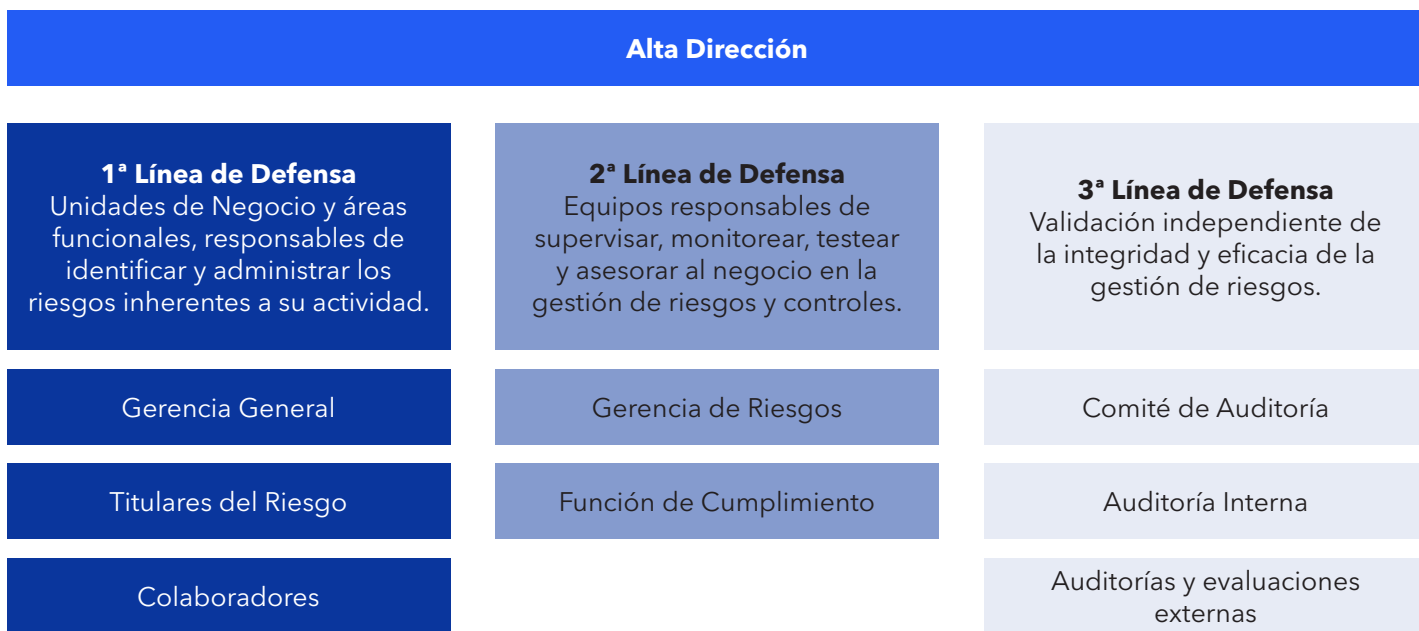 Alta Dirección
1ª Línea de Defensa
Unidades de Negocio y áreas
funcionales, responsables de
identificar y administrar los
riesgos inherentes a su actividad.
Gerencia General
Titulares del Riesgo
Colaboradores
2ª Línea de Defensa
Equipos responsables de
supervisar, monitorear, testear
y asesorar al negocio en la
gestión de riesgos y controles.
Gerencia de Riesgos
Función de Cumplimiento
3ª Línea de Defensa
Validación independiente de
la integridad y eficacia de la
gestión de riesgos.
Comité de Auditoría
Auditoría Interna
Auditorías y evaluaciones
externas